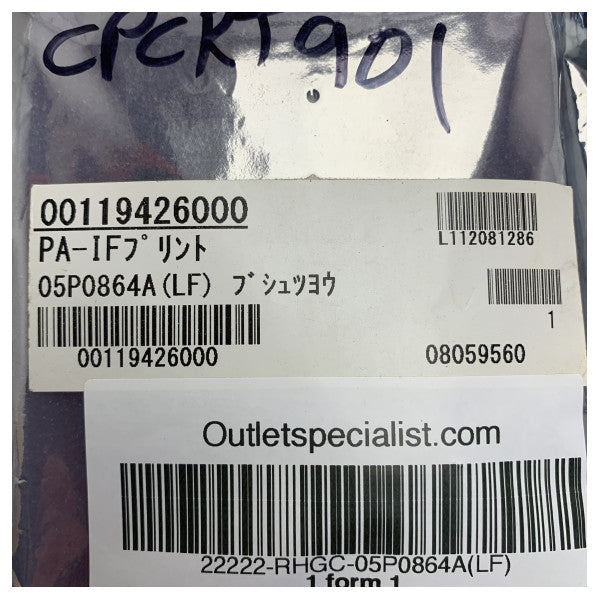 CPCRT901
00119426000
PA-IFﾌﾟﾘﾝﾄ
L112081286
05P0864A(LF) ﾌﾞｼｭﾂﾖｳ
1
00119426000
08059560
Outletspecialist.com
22222-RHGC-05P0864A(LF)
1 form 1